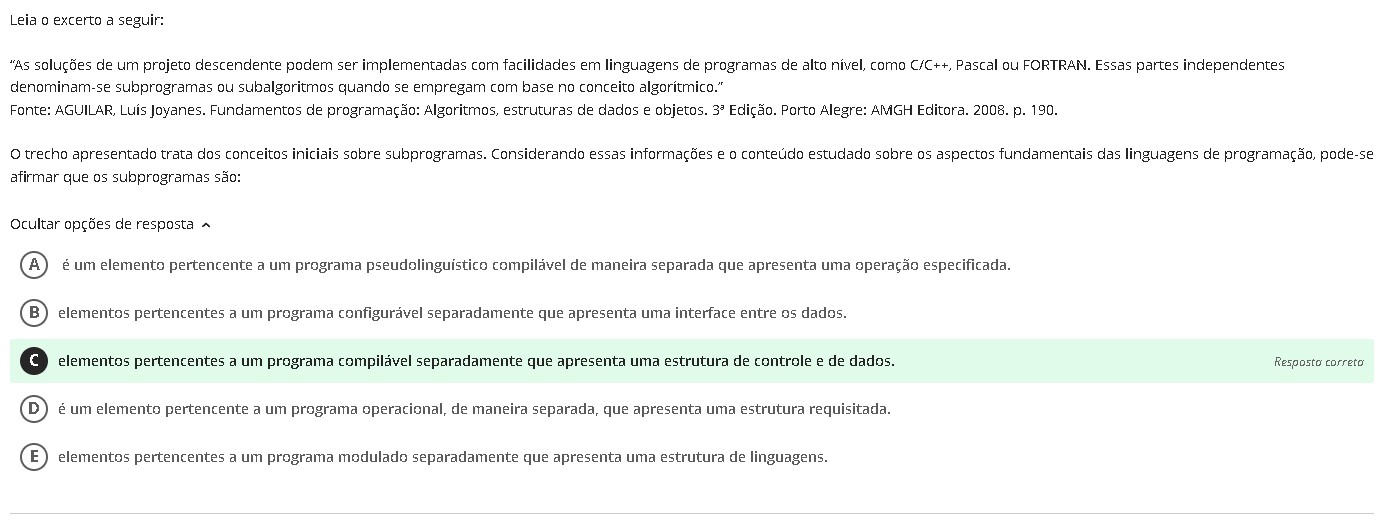 Leia o excerto a seguir:
“As soluções de um projeto descendente podem ser implementadas com facilidades em linguagens de programas de alto nível, como C/C++, Pascal ou FORTRAN. Essas partes independentes
denominam-se subprogramas ou subalgoritmos quando se empregam com base no conceito algorítmico.”
Fonte: AGUILAR, Luís Joyanes. Fundamentos de programação: Algoritmos, estruturas de dados e objetos. 3ª Edição. Porto Alegre: AMGH Editora. 2008. p. 190.
O trecho apresentado trata dos conceitos iniciais sobre subprogramas. Considerando essas informações e o conteúdo estudado sobre os aspectos fundamentais das linguagens de programação, pode-se
afirmar que os subprogramas são:
Ocultar opções de resposta
A é um elemento pertencente a um programa pseudolinguístico compilável de maneira separada que apresenta uma operação especificada.
B elementos pertencentes a um programa configurável separadamente que apresenta uma interface entre os dados.
C elementos pertencentes a um programa compilável separadamente que apresenta uma estrutura de controle e de dados. Resposta correta
D é um elemento pertencente a um programa operacional, de maneira separada, que apresenta uma estrutura requisitada.
E elementos pertencentes a um programa modulado separadamente que apresenta uma estrutura de linguagens.